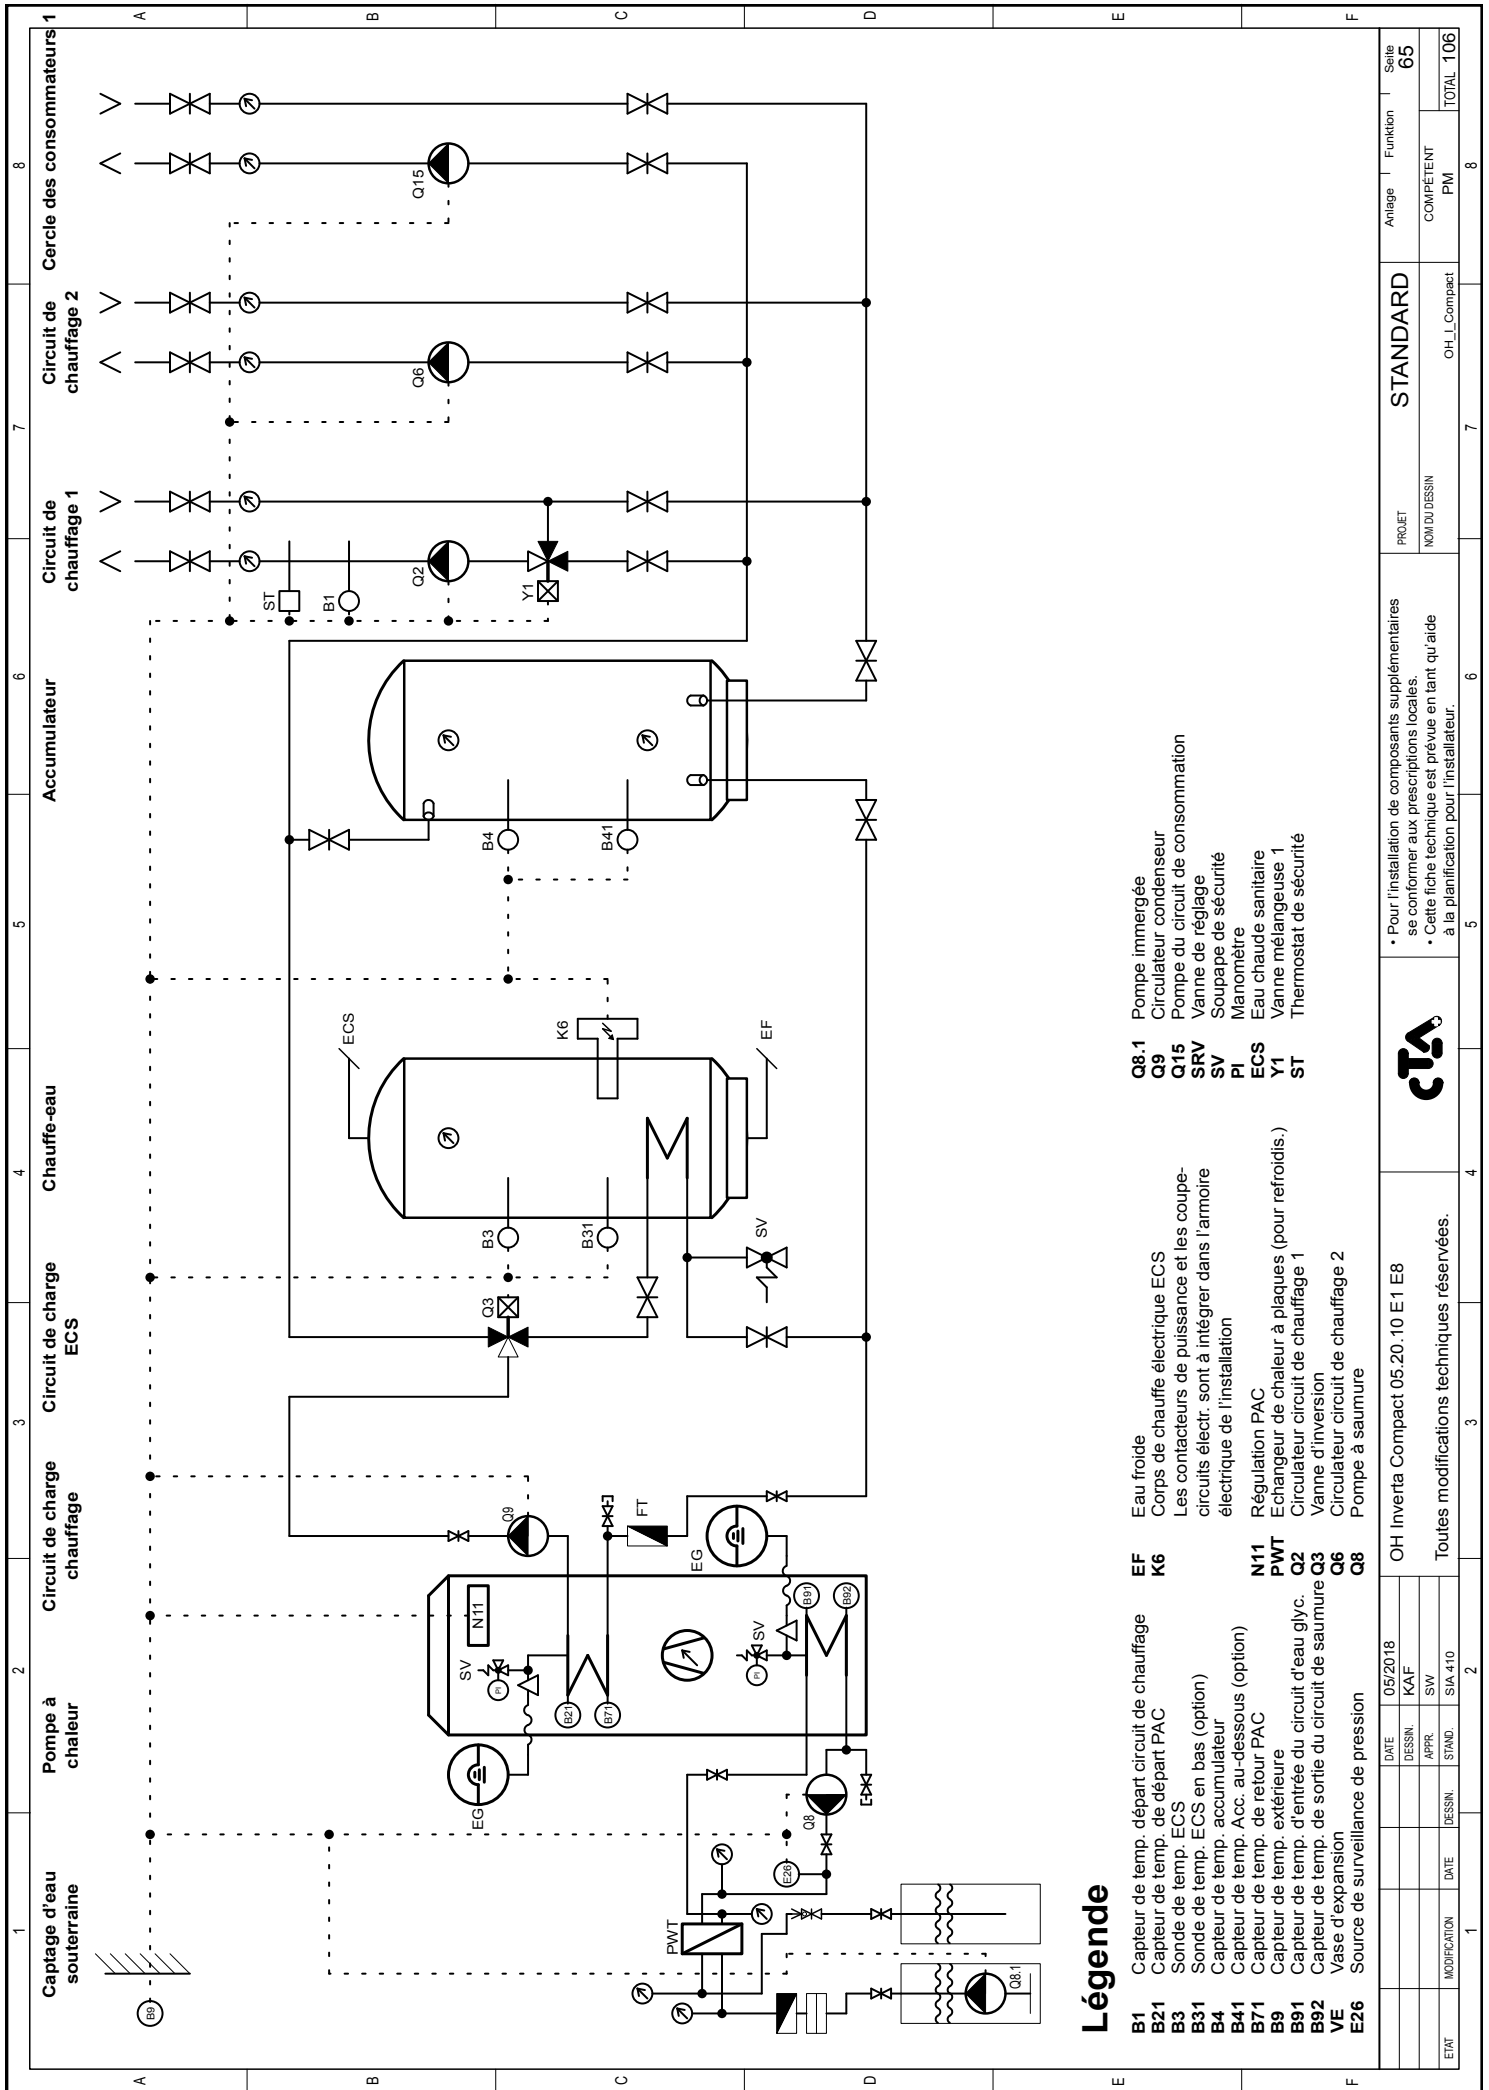 1
2
3
4
5
6
7
8
A
B
C
D
E
F
Captage d'eau
souterraine
Pompe à
chaleur
Circuit de charge
chauffage
Circuit de charge
ECS
Chauffe-eau
Accumulateur
Circuit de
chauffage 1
Circuit de
chauffage 2
Cercle des consommateurs 1
B9
ST
B1
Q2
Y1
Q6
Q15
B4
B41
ECS
K6
EF
B3
B31
Q3
SV
Q9
FT
EG
N11
SV
PI
B21
B71
SV
PI
B91
B92
EG
Q8
E26
PWT
Q8.1
Légende
B1 Capteur de temp. départ circuit de chauffage
B21 Capteur de temp. de départ PAC
B3 Sonde de temp. ECS
B31 Sonde de temp. ECS en bas (option)
B4 Capteur de temp. accumulateur
B41 Capteur de temp. Acc. au-dessous (option)
B71 Capteur de temp. de retour PAC
B9 Capteur de temp. extérieure
B91 Capteur de temp. d'entrée du circuit d'eau glyc.
B92 Capteur de temp. de sortie du circuit de saumure
VE Vase d'expansion
E26 Source de surveillance de pression
EF Eau froide
K6 Corps de chauffe électrique ECS
Les contacteurs de puissance et les coupe-
circuits électr. sont à intégrer dans l'armoire
électrique de l'installation
N11 Régulation PAC
PWT Echangeur de chaleur à plaques (pour refroidis.)
Q2 Circulateur circuit de chauffage 1
Q3 Vanne d'inversion
Q6 Circulateur circuit de chauffage 2
Q8 Pompe à saumure
Q8.1 Pompe immergée
Q9 Circulateur condenseur
Q15 Pompe du circuit de consommation
SRV Vanne de réglage
SV Soupape de sécurité
PI Manomètre
ECS Eau chaude sanitaire
Y1 Vanne mélangeuse 1
ST Thermostat de sécurité
ETAT
MODIFICATION
DATE
DESSIN.
DATE 05/2018
DESSIN. KAF
APPR. SW
STAND. SIA 410
OH Inverta Compact 05.20.10 E1 E8
Toutes modifications techniques réservées.
CTA
• Pour l'installation de composants supplémentaires
se conformer aux prescriptions locales.
• Cette fiche technique est prévue en tant qu'aide
à la planification pour l'installateur.
PROJET
STANDARD
NOM DU DESSIN
OH_I_Compact
Anlage
Funktion
Seite
65
COMPÉTENT
PM
TOTAL 106
1
2
3
4
5
6
7
8
A
B
C
D
E
F